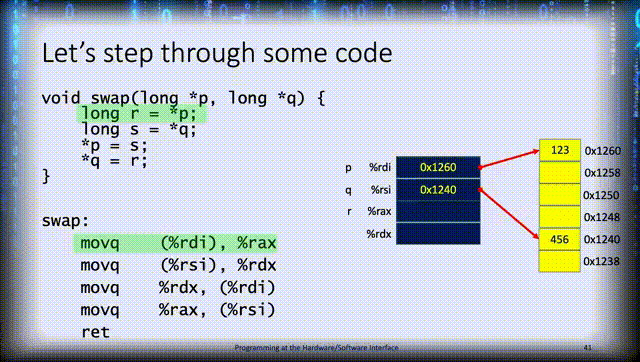 Let's step through some code
void swap(long *p, long *q) {
long r = *p;
long s = *q;
*p = s;
*q = r;
}
swap:
movq (%rdi), %rax
movq (%rsi), %rdx
movq %rdx, (%rdi)
movq %rax, (%rsi)
ret
p %rdi 0x1260
q %rsi 0x1240
r %rax
%rdx
123 0x1260
0x1258
0x1250
0x1248
456 0x1240
0x1238
Programming at the Hardware/Software Interface
41